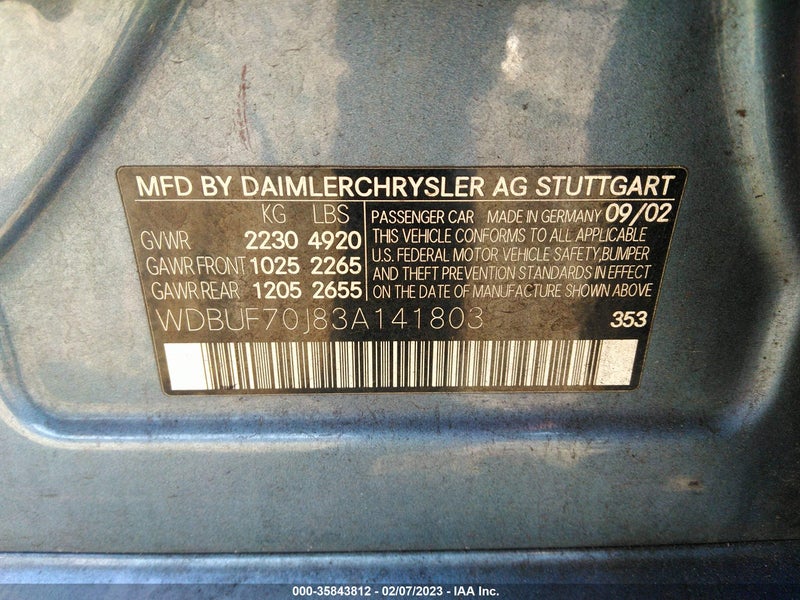 MFD BY DAIMLERCHRYSLER AG STUTTGART
KG LBS
GVWR 2230 4920
GAWR FRONT 1025 2265
GAWR REAR 1205 2655
PASSENGER CAR MADE IN GERMANY 09/02
THIS VEHICLE CONFORMS TO ALL APPLICABLE
U.S. FEDERAL MOTOR VEHICLE SAFETY,BUMPER
AND THEFT PREVENTION STANDARDS IN EFFECT
ON THE DATE OF MANUFACTURE SHOWN ABOVE
WDBUF70J83A141803 353
000-35843812 - 02/07/2023 - IAA Inc.